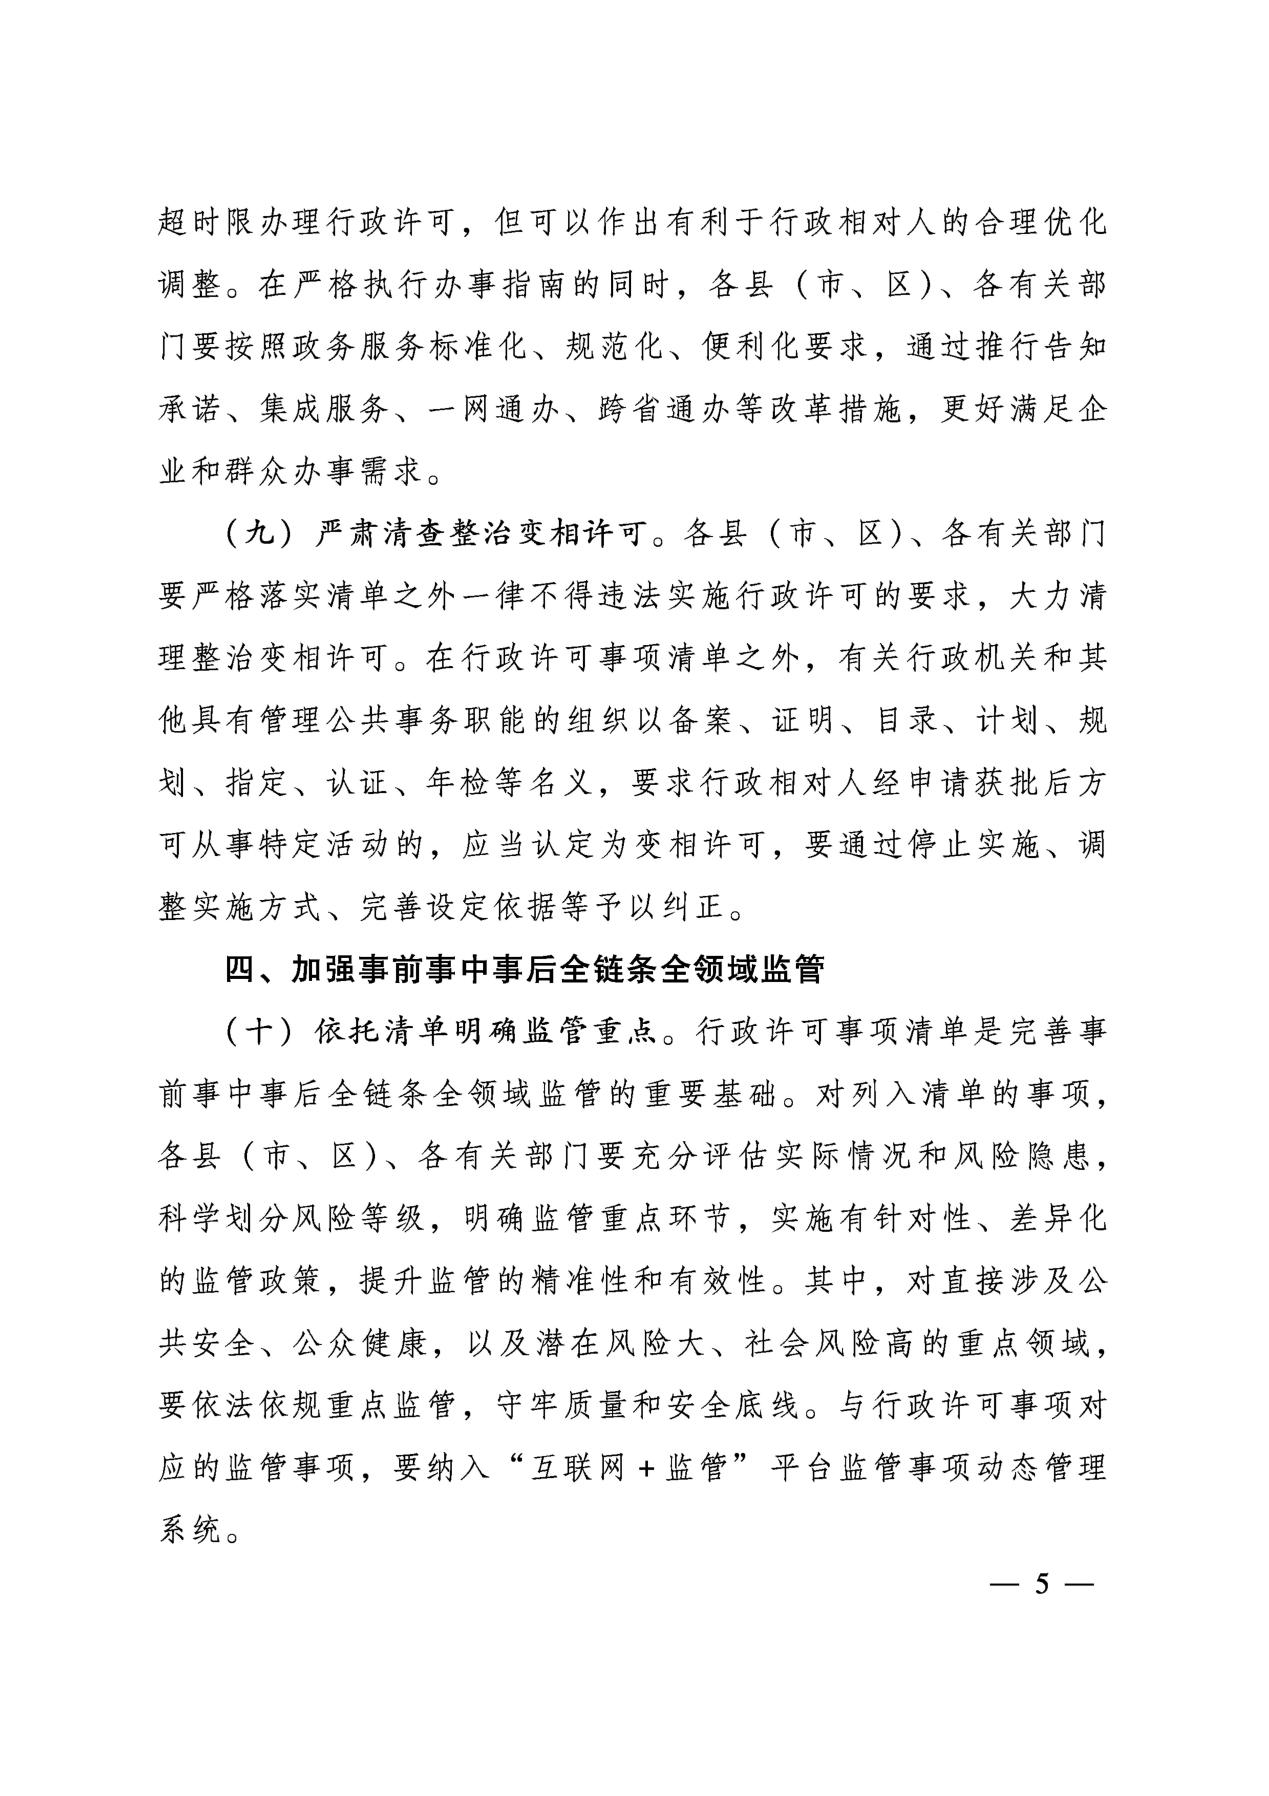 超时限办理行政许可，但可以作出有利于行政相对人的合理优化
调整。在严格执行办事指南的同时，各县（市、区）、各有关部
门要按照政务服务标准化、规范化、便利化要求，通过推行告知
承诺、集成服务、一网通办、跨省通办等改革措施，更好满足企
业和群众办事需求。
（九）严肃清查整治变相许可。各县（市、区）、各有关部门
要严格落实清单之外一律不得违法实施行政许可的要求，大力清
理整治变相许可。在行政许可事项清单之外，有关行政机关和其
他具有管理公共事务职能的组织以备案、证明、目录、计划、规
划、指定、认证、年检等名义，要求行政相对人经申请获批后方
可从事特定活动的，应当认定为变相许可，要通过停止实施、调
整实施方式、完善设定依据等予以纠正。
四、加强事前事中事后全链条全领域监管
（十）依托清单明确监管重点。行政许可事项清单是完善事
前事中事后全链条全领域监管的重要基础。对列入清单的事项，
各县（市、区）、各有关部门要充分评估实际情况和风险隐患，
科学划分风险等级，明确监管重点环节，实施有针对性、差异化
的监管政策，提升监管的精准性和有效性。其中，对直接涉及公
共安全、公众健康，以及潜在风险大、社会风险高的重点领域，
要依法依规重点监管，守牢质量和安全底线。与行政许可事项对
应的监管事项，要纳入“互联网+监管”平台监管事项动态管理
系统。
— 5 —